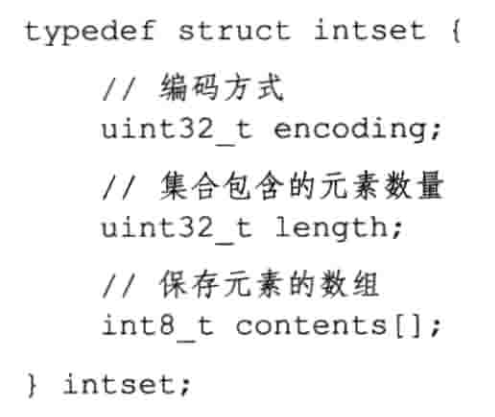 typedef struct intset {
// 编码方式
uint32_t encoding;
// 集合包含的元素数量
uint32_t length;
// 保存元素的数组
int8_t contents[];
} intset;